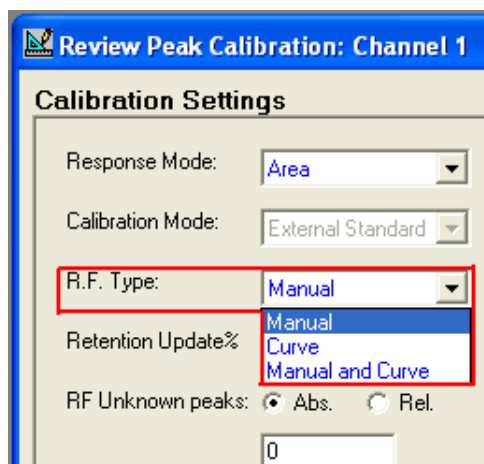 Review Peak Calibration: Channel 1
Calibration Settings
Response Mode: Area
Calibration Mode: External Standard
R.F. Type: Manual
Manual
Retention Update% Curve
Manual and Curve
RF Unknown peaks: Abs. Rel.
0